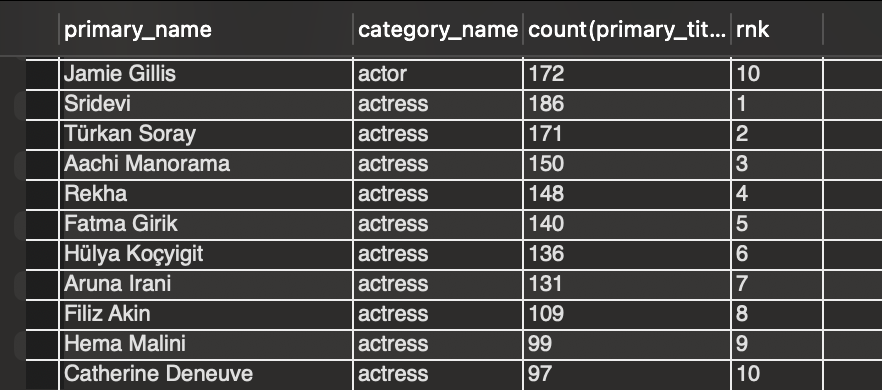 primary_name category_name count(primary_tit... rnk
Jamie Gillis actor 172 10
Sridevi actress 186 1
Türkan Soray actress 171 2
Aachi Manorama actress 150 3
Rekha actress 148 4
Fatma Girik actress 140 5
Hülya Koçyigit actress 136 6
Aruna Irani actress 131 7
Filiz Akin actress 109 8
Hema Malini actress 99 9
Catherine Deneuve actress 97 10